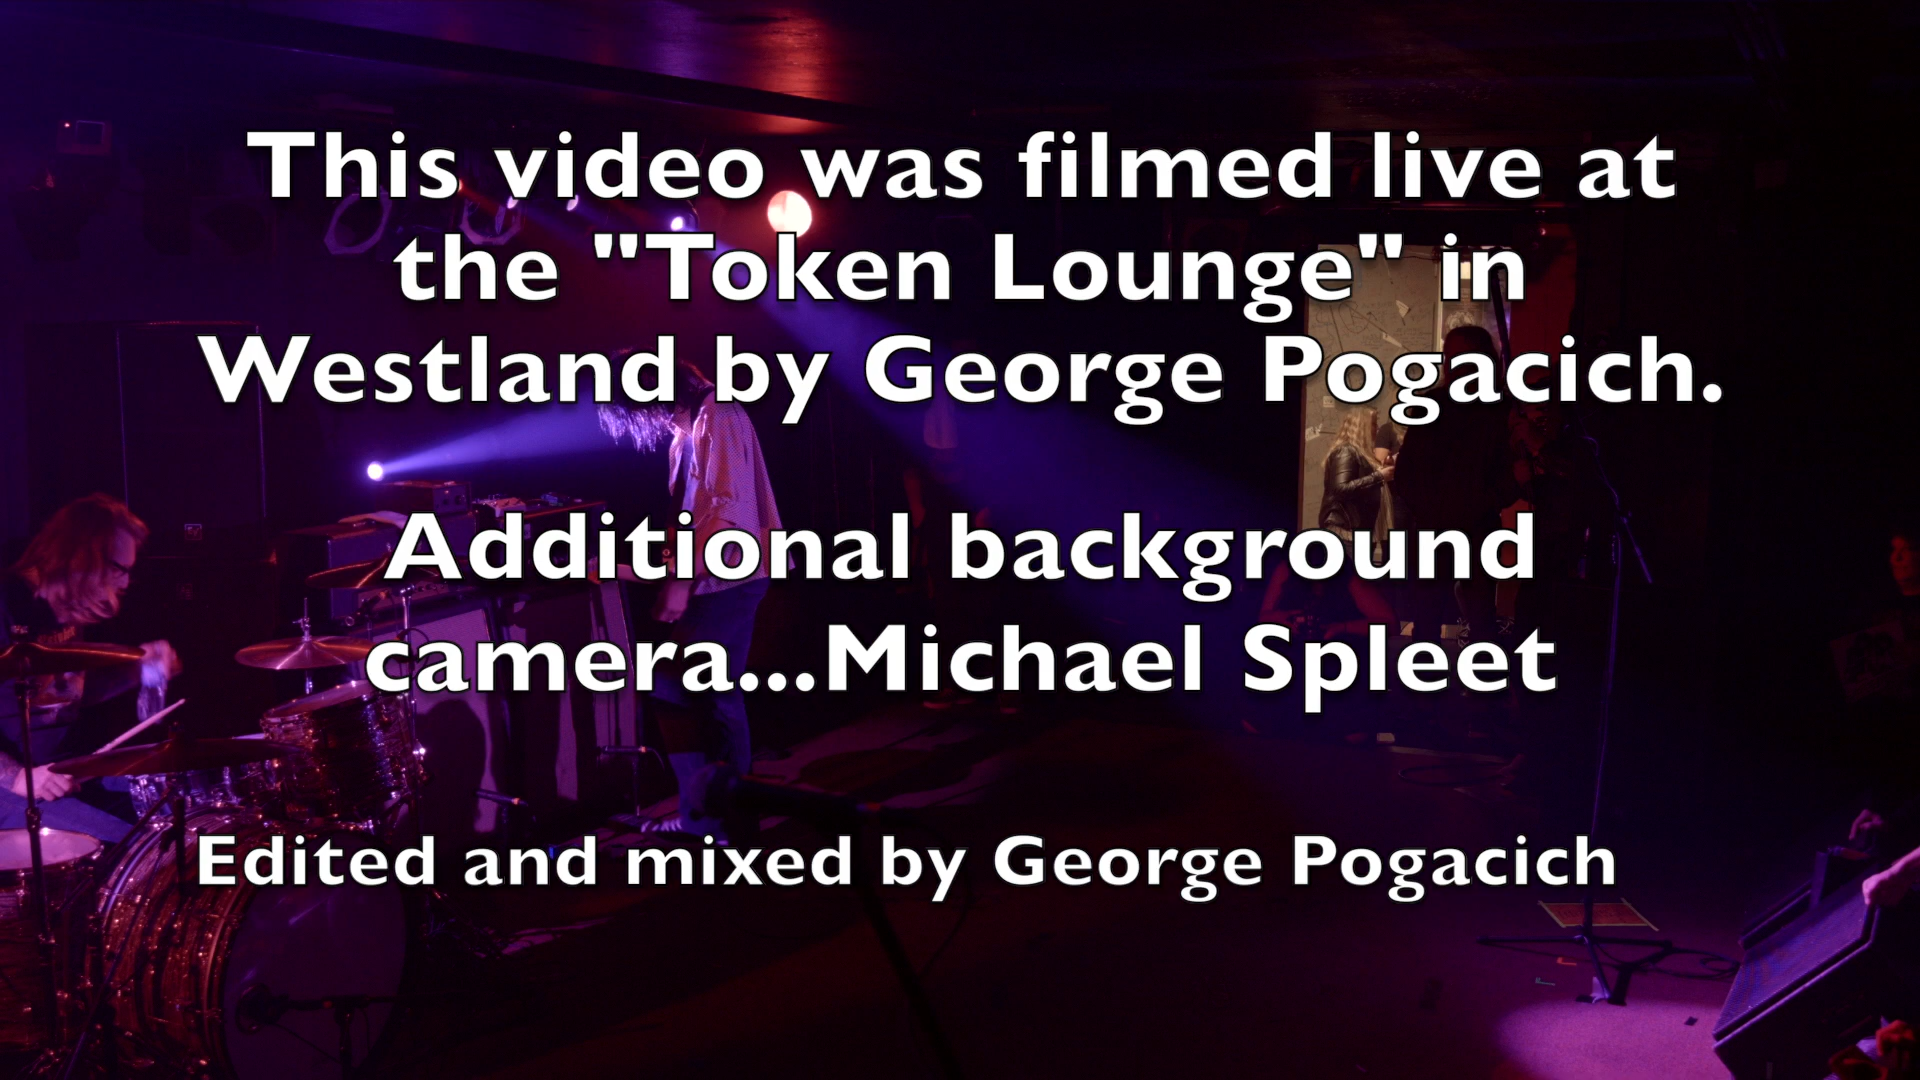 This video was filmed live at
the "Token Lounge" in
Westland by George Pogacich.
Additional background
camera...Michael Spleet
Edited and mixed by George Pogacich